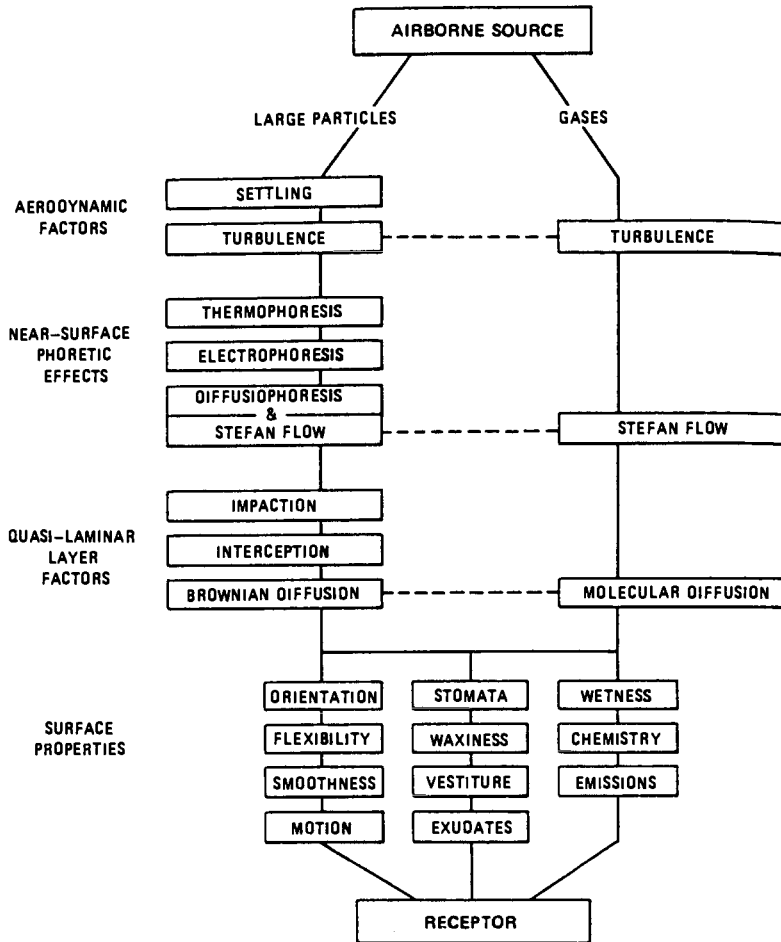 AIRBORNE SOURCE
LARGE PARTICLES
GASES
AERODYNAMIC
FACTORS
SETTLING
TURBULENCE
TURBULENCE
NEAR–SURFACE
PHORETIC
EFFECTS
THERMOPHORESIS
ELECTROPHORESIS
DIFFUSIOPHORESIS
&
STEFAN FLOW
STEFAN FLOW
QUASI–LAMINAR
LAYER
FACTORS
IMPACTION
INTERCEPTION
BROWNIAN DIFFUSION
MOLECULAR DIFFUSION
SURFACE
PROPERTIES
ORIENTATION
FLEXIBILITY
SMOOTHNESS
MOTION
STOMATA
WAXINESS
VESTITURE
EXUDATES
WETNESS
CHEMISTRY
EMISSIONS
RECEPTOR